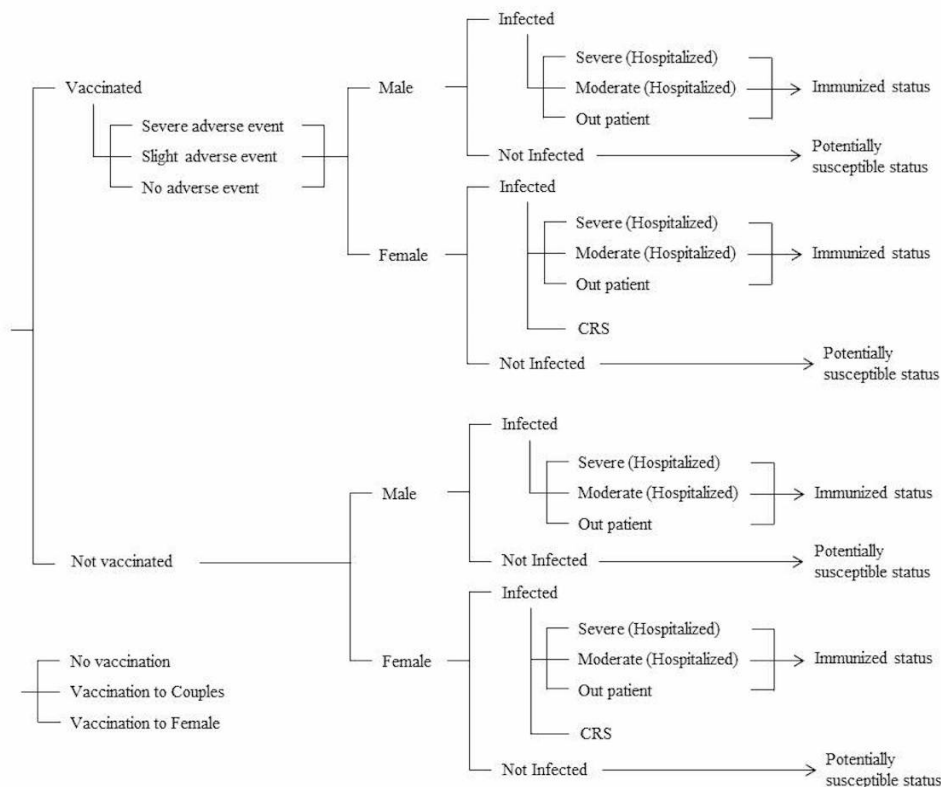 Infected
Severe (Hospitalized)
Vaccinated
Male
Moderate (Hospitalized)
Immunized status
Severe adverse event
Out patient
Slight adverse event
Not Infected
Potentially
susceptible status
No adverse event
Infected
Severe (Hospitalized)
Female
Moderate (Hospitalized)
Immunized status
Out patient
CRS
Not Infected
Potentially
susceptible status
Infected
Severe (Hospitalized)
Male
Moderate (Hospitalized)
Immunized status
Out patient
Not vaccinated
Not Infected
Potentially
susceptible status
Infected
Severe (Hospitalized)
Female
Moderate (Hospitalized)
Immunized status
Out patient
No vaccination
Vaccination to Couples
Vaccination to Female
CRS
Not Infected
Potentially
susceptible status